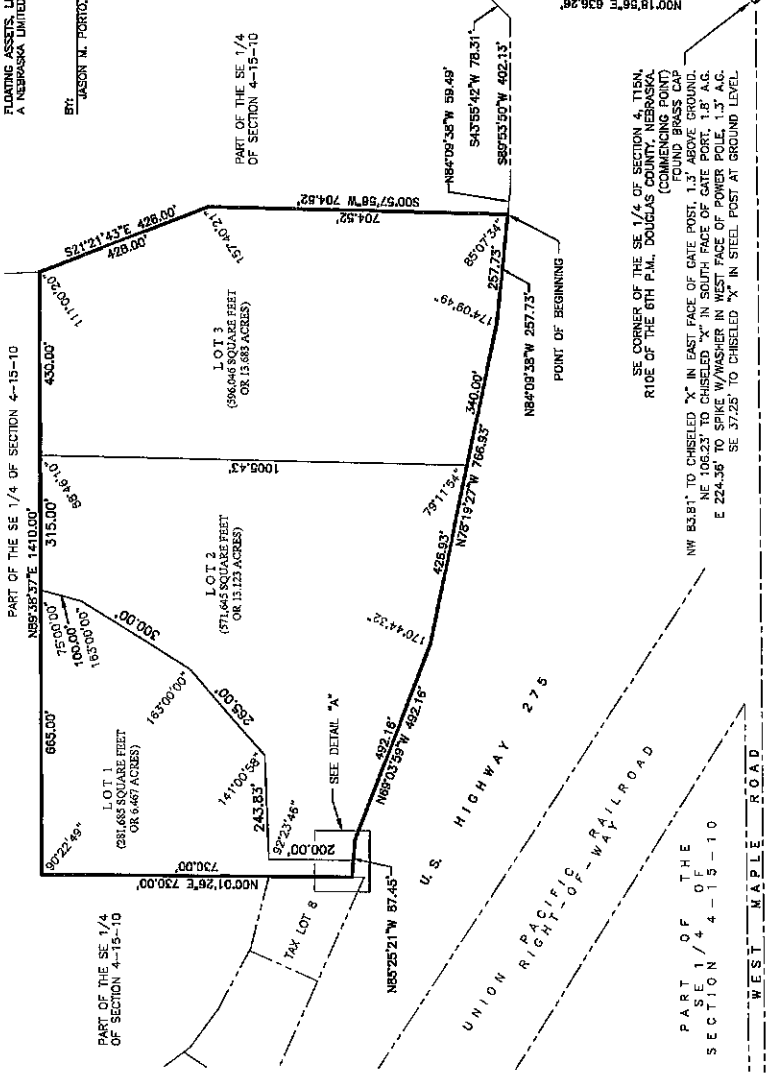 FLOATING ASSETS,
A NEBRASKA LIMITED
BY:
JASON M. PORTO,
PART OF THE SE 1/4 OF SECTION 4-15-10
N89°38'37"E 1410.00'
665.00'
315.00'
430.00'
PART OF THE SE 1/4
OF SECTION 4-15-10
90°22'49"
LOT 1
(281,685 SQUARE FEET
OR 6.467 ACRES)
75°00'00"
100.00'
163°00'00"
300.00'
163°00'00"
265.00'
141°00'58"
243.83'
92°23'46"
200.00'
N00°01'26"E 730.00'
730.00'
88°46'10"
LOT 2
(571,645 SQUARE FEET
OR 13.123 ACRES)
1005.43'
LOT 3
(596,046 SQUARE FEET
OR 13.683 ACRES)
111°00'20"
S21°21'43"E 428.00'
428.00'
157°40'21"
PART OF THE SE 1/4
OF SECTION 4-15-10
S00°57'58"W 704.52'
704.52'
85°07'34"
257.73'
174°09'49"
340.00'
79°11'54"
N78°19'27"W 766.93'
426.93'
170°44'32"
492.16'
N69°03'59"W 492.16'
SEE DETAIL "A"
N85°25'21"W 87.45'
TAX LOT 8
N84°09'38"W 59.49'
S43°55'42"W 78.31'
S89°53'50"W 402.13'
N00°18'56"E 636.26'
N84°09'38"W 257.73'
POINT OF BEGINNING
U.S. HIGHWAY 275
UNION PACIFIC RAILROAD
RIGHT-OF-WAY
SE CORNER OF THE SE 1/4 OF SECTION 4, T15N,
R10E OF THE 6TH P.M., DOUGLAS COUNTY, NEBRASKA.
(COMMENCING POINT)
FOUND BRASS CAP
NW 83.81' TO CHISELED "X" IN EAST FACE OF GATE POST, 1.3' ABOVE GROUND.
NE 106.23' TO CHISELED "X" IN SOUTH FACE OF GATE PORT, 1.8' A.G.
E 224.36' TO SPIKE W/WASHER IN WEST FACE OF POWER POLE, 1.3' A.G.
SE 37.25' TO CHISELED "X" IN STEEL POST AT GROUND LEVEL
PART OF THE
SE 1/4 OF
SECTION 4-15-10
WEST MAPLE ROAD